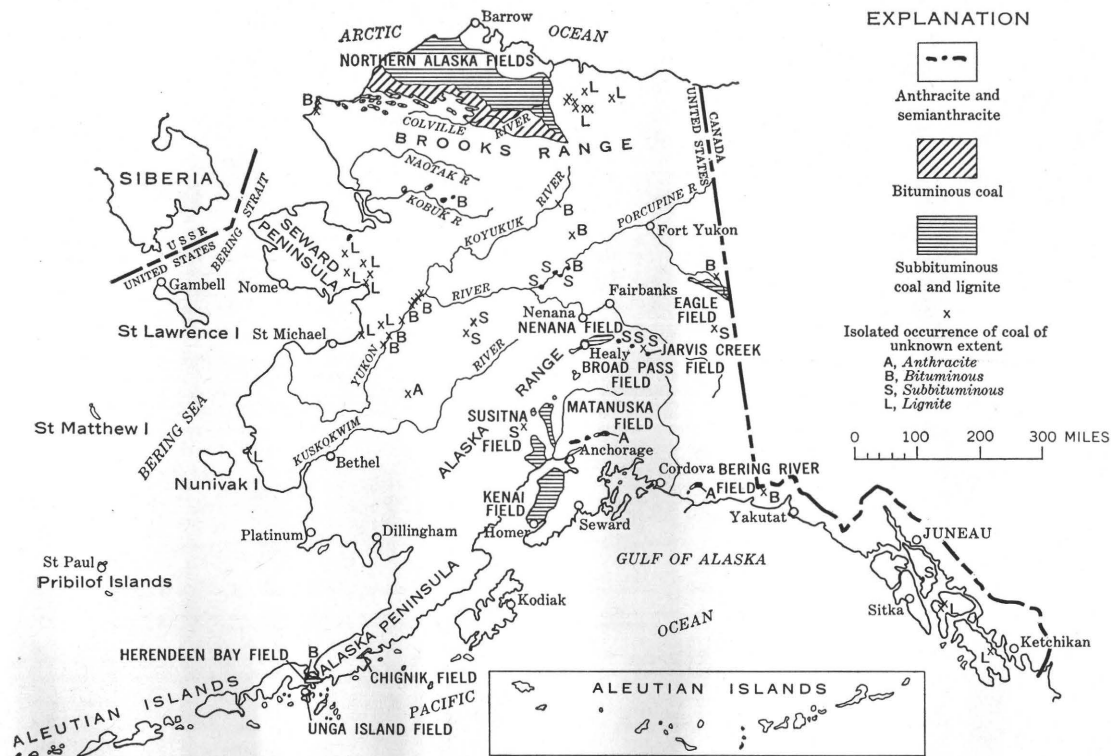 Barrow
ARCTIC
OCEAN
NORTHERN ALASKA FIELDS
L
L
L
B
COLVILLE
RIVER
BROOKS RANGE
UNITED STATES
CANADA
SIBERIA
NAOTAK R
KOBUK R
B
KOYUKUK
RIVER
B
B
PORCUPINE R
Fort Yukon
USSR
UNITED STATES
BERING STRAIT
SEWARD
PENINSULA
L
L
L
L
Gambell
Nome
St Lawrence I
RIVER
S
S
B
S
B
EAGLE
FIELD
S
Fairbanks
Nenana
NENANA FIELD
St Michael
L
L
B
B
B
S
S
YUKON
RIVER
SSS
Healy
JARVIS CREEK
FIELD
BROAD PASS
FIELD
A
ALASKA
RANGE
BERING SEA
St Matthew I
SUSITNA
S
FIELD
MATANUSKA
FIELD
A
Anchorage
KUSKOKWIM
L
Bethel
Nunivak I
Cordova
BERING RIVER
FIELD
A
B
Yakutat
KENAI
FIELD
Homer
Seward
Platinum
Dillingham
GULF OF ALASKA
JUNEAU
S
St Paul
Pribilof Islands
ALASKA PENINSULA
Kodiak
Sitka
L
OCEAN
L
Ketchikan
B
HERENDEEN BAY FIELD
CHIGNIK FIELD
ALEUTIAN ISLANDS
PACIFIC
UNGA ISLAND FIELD
ALEUTIAN ISLANDS
EXPLANATION
Anthracite and
semianthracite
Bituminous coal
Subbituminous
coal and lignite
x
Isolated occurrence of coal of
unknown extent
A, Anthracite
B, Bituminous
S, Subbituminous
L, Lignite
0 100 200 300 MILES